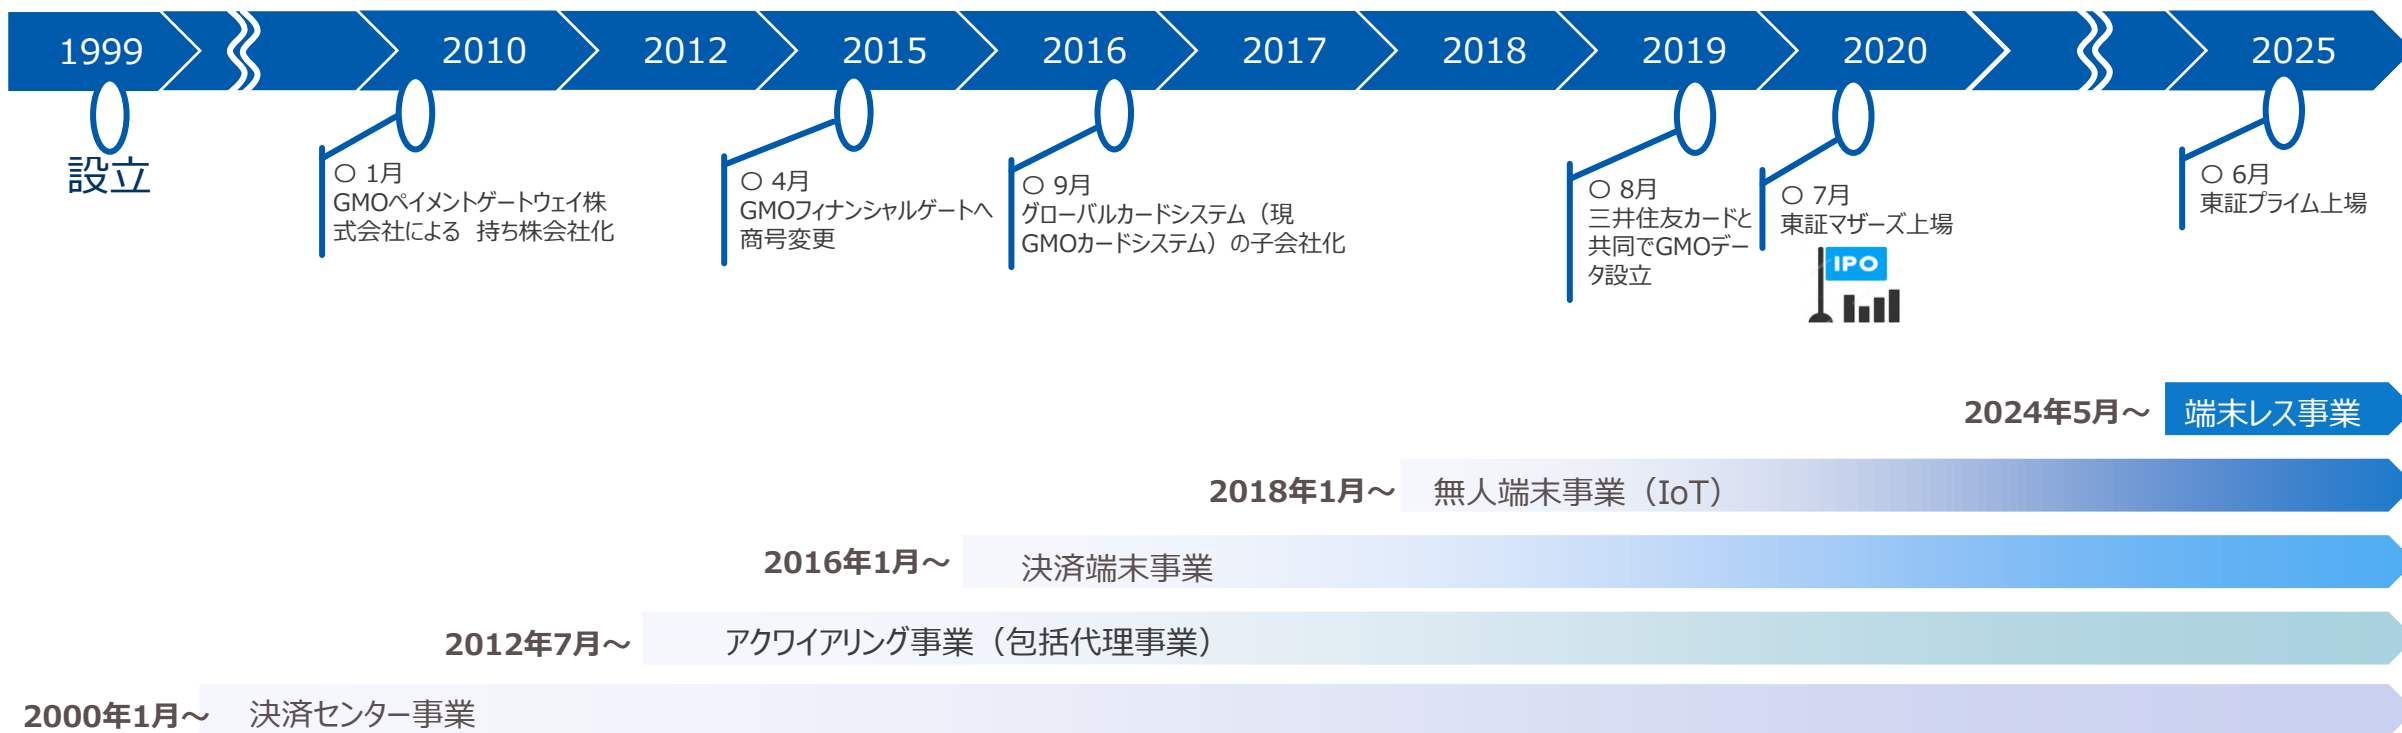 1999
2010
2012
2015
2016
2017
2018
2019
2020
2025
設立
〇 1月
GMOペイメントゲートウェイ株
式会社による 持ち株会社化
〇 4月
GMOフィナンシャルゲートへ
商号変更
〇 9月
グローバルカードシステム（現
GMOカードシステム）の子会社化
〇 8月
三井住友カードと
共同でGMOデー
タ設立
〇 7月
東証マザーズ上場
IPO
〇 6月
東証プライム上場
2024年5月～ 端末レス事業
2018年1月～ 無人端末事業（IoT）
2016年1月～ 決済端末事業
2012年7月～ アクワイアリング事業（包括代理事業）
2000年1月～ 決済センター事業